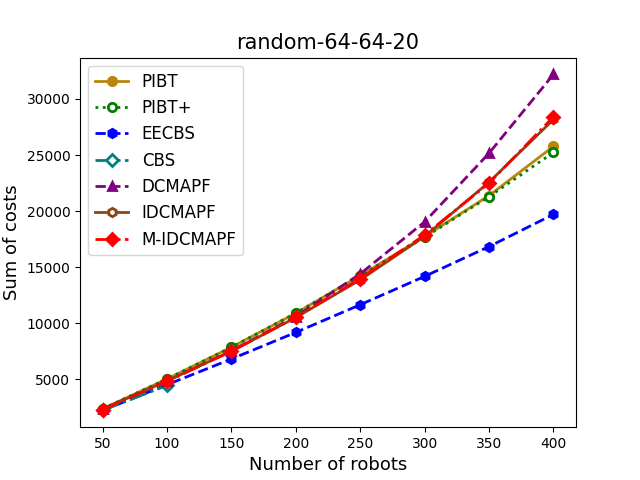 random-64-64-20
PIBT
PIBT+
EECBS
CBS
DCMAPF
IDCMAPF
M-IDCMAPF
Sum of costs
30000
25000
20000
15000
10000
5000
50 100 150 200 250 300 350 400
Number of robots